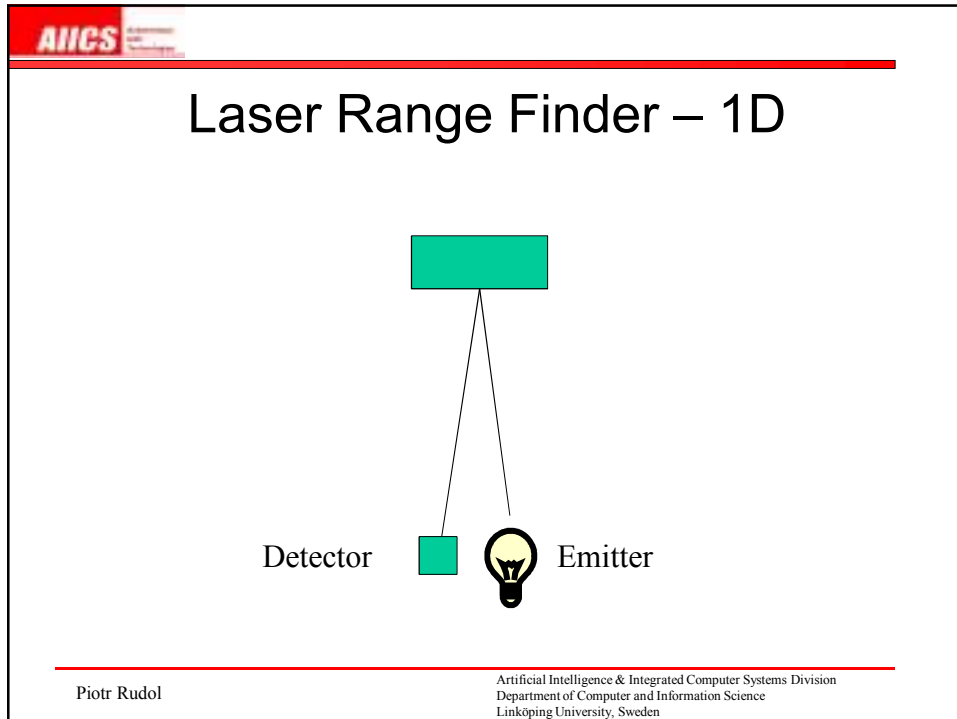 AIICS
Laser Range Finder – 1D
Detector
Emitter
Piotr Rudol
Artificial Intelligence & Integrated Computer Systems Division
Department of Computer and Information Science
Linköping University, Sweden